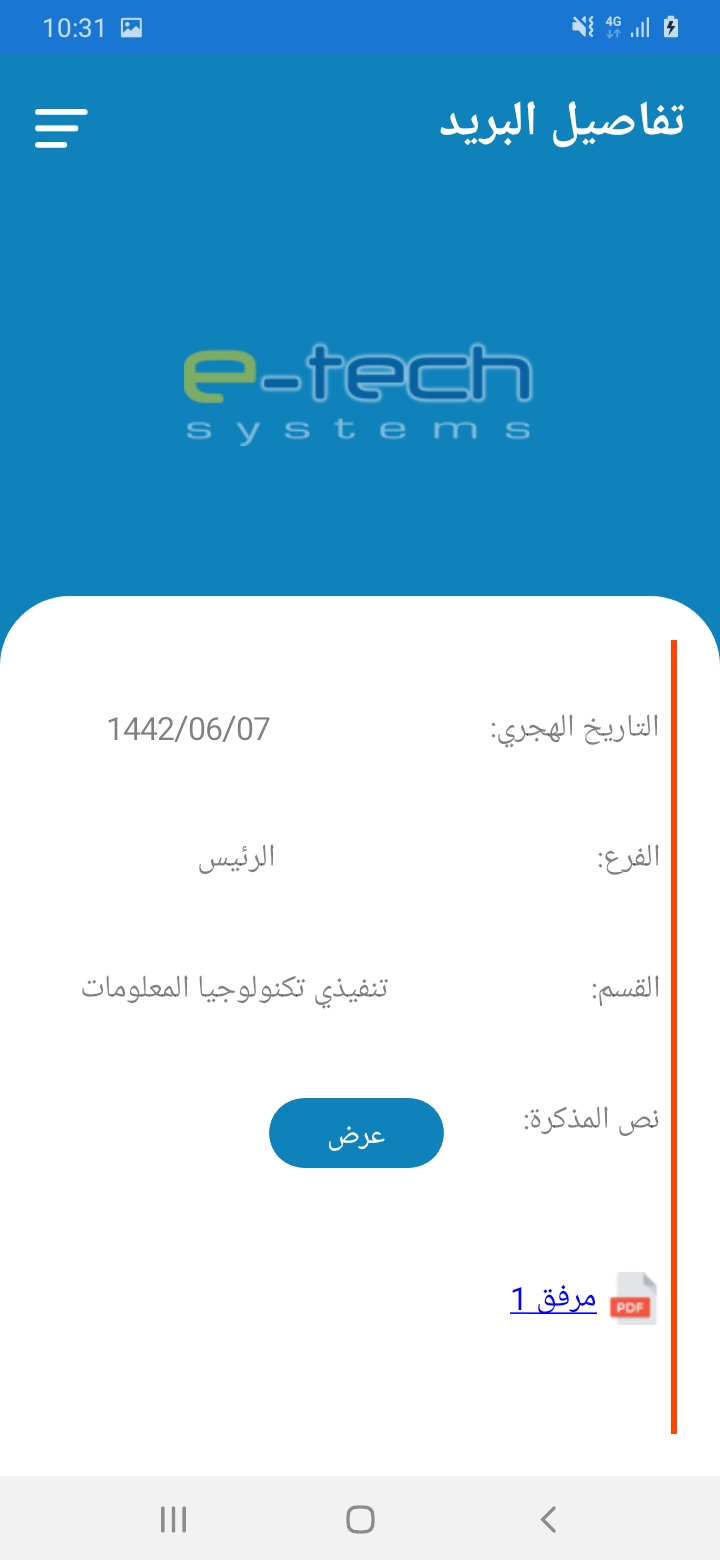 10:31
4G
تفاصيل البريد
e-tech
systems
التاريخ الهجري: 1442/06/07
الفرع: الرئيس
القسم: تنفيذي تكنولوجيا المعلومات
نص المذكرة: عرض
PDF مرفق 1